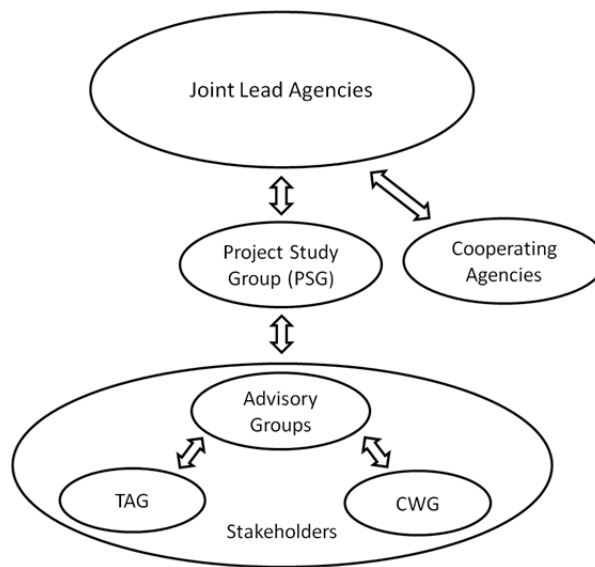 Joint Lead Agencies
Project Study
Group (PSG)
Cooperating
Agencies
Advisory
Groups
TAG
CWG
Stakeholders